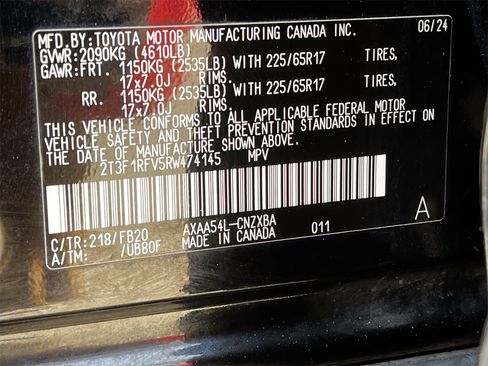 MFD. BY:TOYOTA MOTOR MANUFACTURING CANADA INC. 06/24
GVWR: 2090KG (4610LB)
GAWR: FRT. 1150KG (2535LB) WITH 225/65R17 TIRES,
17x7.0J RIMS.
RR. 1150KG (2535LB) WITH 225/65R17 TIRES,
17x7.0J RIMS.
THIS VEHICLE CONFORMS TO ALL APPLICABLE FEDERAL MOTOR
VEHICLE SAFETY AND THEFT PREVENTION STANDARDS IN EFFECT ON
THE DATE OF MANUFACTURE SHOWN ABOVE.
2T3F1RFV5RW474145 MPV
C/TR:218/FB20 AXAA54L-CNZXBA
A/TM: /UB80F MADE IN CANADA 011 A